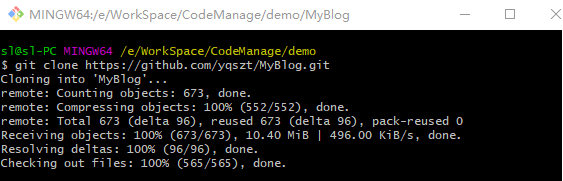 MINGW64:/e/WorkSpace/CodeManage/demo/MyBlog
sl@sl-PC MINGW64 /e/WorkSpace/CodeManage/demo
$ git clone https://github.com/yqszt/MyBlog.git
Cloning into 'MyBlog'...
remote: Counting objects: 673, done.
remote: Compressing objects: 100% (552/552), done.
remote: Total 673 (delta 96), reused 673 (delta 96), pack-reused 0
Receiving objects: 100% (673/673), 10.40 MiB | 496.00 KiB/s, done.
Resolving deltas: 100% (96/96), done.
Checking out files: 100% (565/565), done.